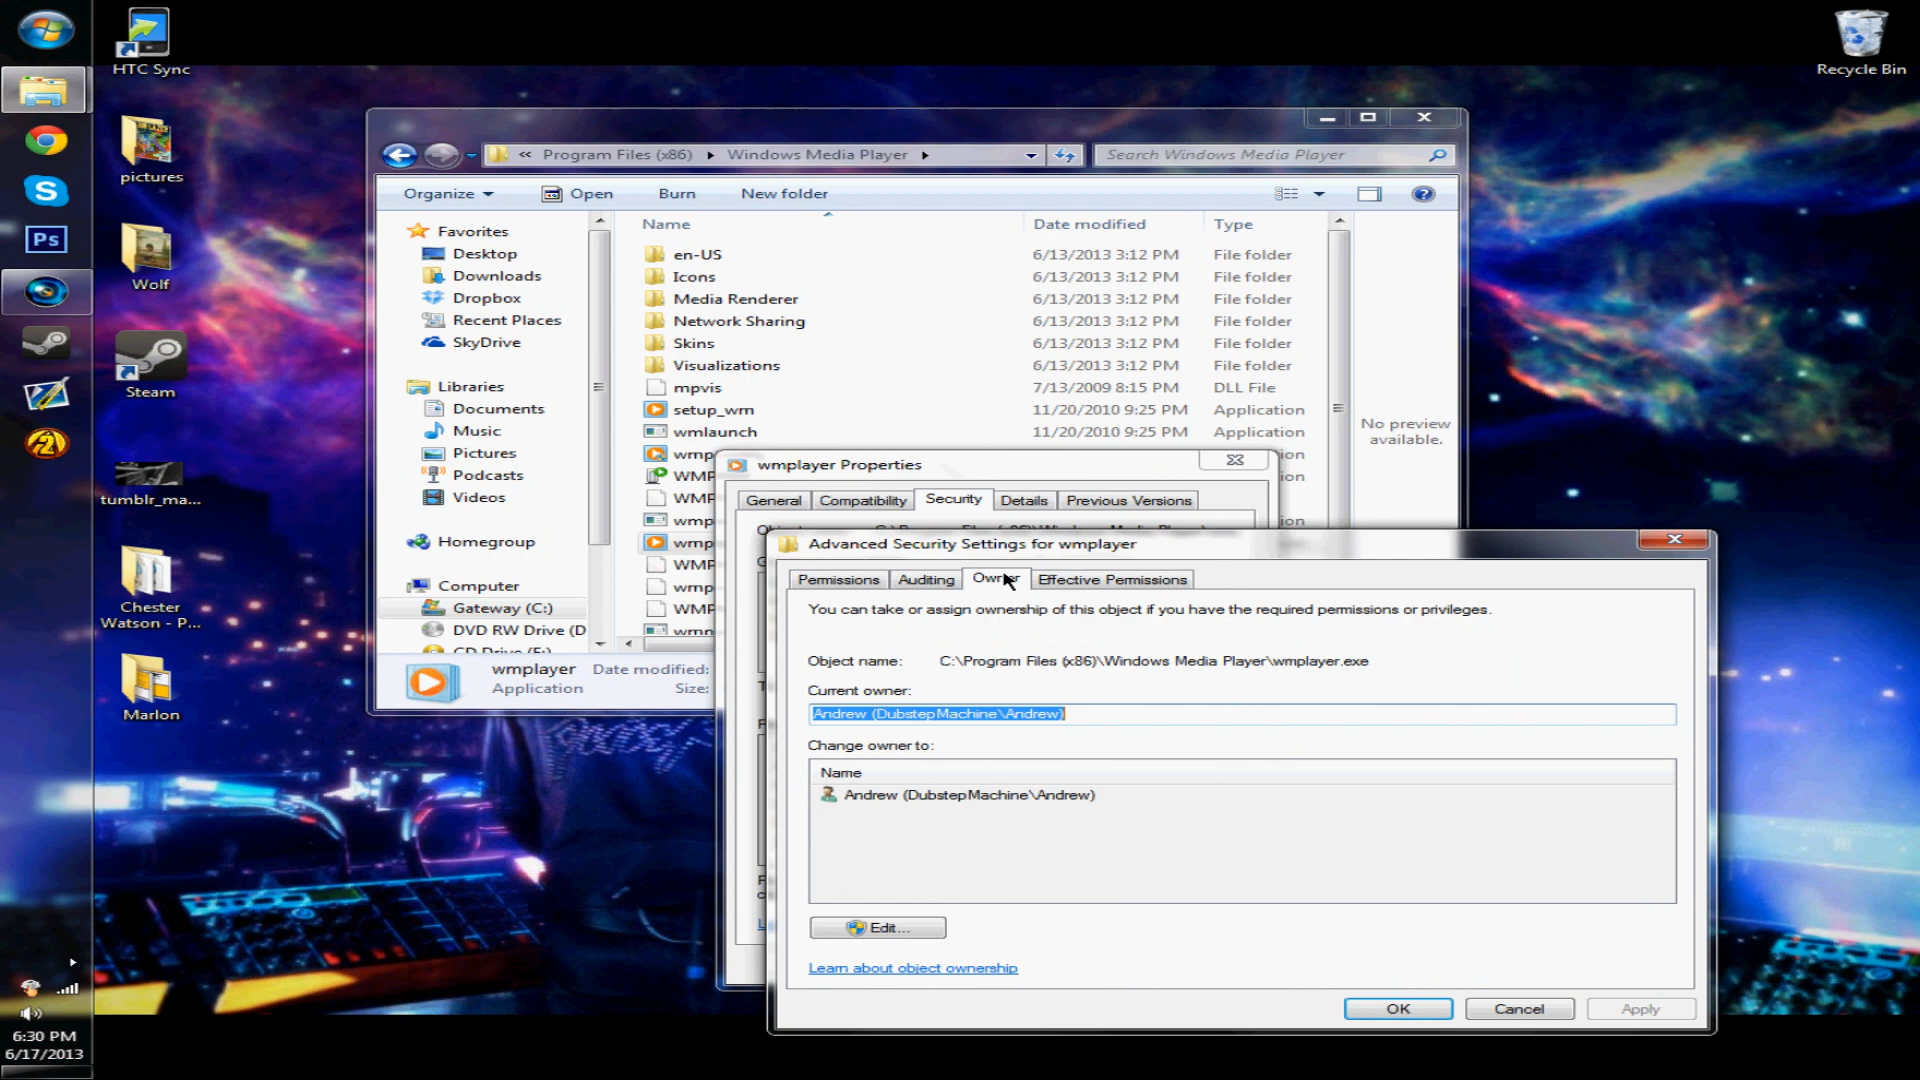 HTC Sync
pictures
Wolf
Steam
tumblr_ma...
Chester
Watson - P...
Marlon
6:30 PM
6/17/2013
Recycle Bin
« Program Files (x86) ▸ Windows Media Player ▸
Search Windows Media Player
Organize Open Burn New folder
Favorites
Desktop
Downloads
Dropbox
Recent Places
SkyDrive
Libraries
Documents
Music
Pictures
Podcasts
Videos
Homegroup
Computer
Gateway (C:)
DVD RW Drive (D
Name Date modified Type
en-US 6/13/2013 3:12 PM File folder
Icons 6/13/2013 3:12 PM File folder
Media Renderer 6/13/2013 3:12 PM File folder
Network Sharing 6/13/2013 3:12 PM File folder
Skins 6/13/2013 3:12 PM File folder
Visualizations 6/13/2013 3:12 PM File folder
mpvis 7/13/2009 8:15 PM DLL File
setup_wm 11/20/2010 9:25 PM Application
wmlaunch 11/20/2010 9:25 PM Application
No preview
available.
wmplayer Date modified:
Application Size:
wmplayer Properties
General Compatibility Security Details Previous Versions
Advanced Security Settings for wmplayer
Permissions Auditing Owner Effective Permissions
You can take or assign ownership of this object if you have the required permissions or privileges.
Object name: C:\Program Files (x86)\Windows Media Player\wmplayer.exe
Current owner:
Andrew (DubstepMachine\Andrew)
Change owner to:
Name
Andrew (DubstepMachine\Andrew)
Edit...
Learn about object ownership
OK Cancel Apply
Ps